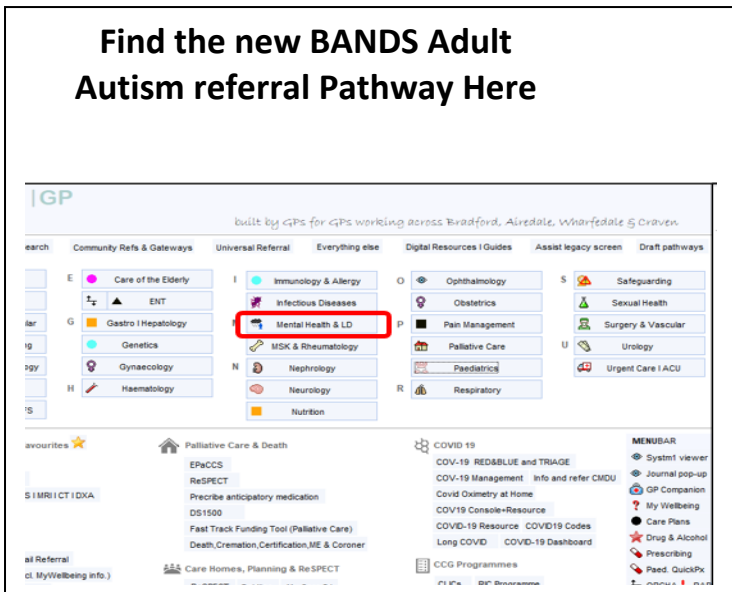 Find the new BANDS Adult
Autism referral Pathway Here
|GP
built by GPs for GPs working across Bradford, Airedale, Wharfedale & Craven
earch Community Refs & Gateways Universal Referral Everything else Digital Resources I Guides Assist legacy screen Draft pathways
E Care of the Elderly I Immunology & Allergy O Ophthalmology S Safeguarding
ENT Infectious Diseases Obstetrics Sexual Health
lar G Gastro I Hepatology Mental Health & LD P Pain Management Surgery & Vascular
ng Genetics MSK & Rheumatology Palliative Care U Urology
ogy Gynaecology N Nephrology Paediatrics Urgent Care I ACU
H Haematology Neurology R Respiratory
FS Nutrition
avourites Palliative Care & Death COVID 19 MENUBAR
EPaCCS COV-19 RED&BLUE and TRIAGE Systm1 viewer
ReSPECT COV-19 Management Info and refer CMDU Journal pop-up
S I MRI I CT I DXA Precribe anticipatory medication Covid Oximetry at Home GP Companion
DS1500 COV19 Console+Resource My Wellbeing
Fast Track Funding Tool (Palliative Care) COVID-19 Resource COVID19 Codes Care Plans
Death,Cremation,Certification,ME & Coroner Long COVID COVID-19 Dashboard Drug & Alcohol
ail Referral Prescribing
cl. MyWellbeing info.) Care Homes, Planning & ReSPECT CCG Programmes Paed. QuickPx